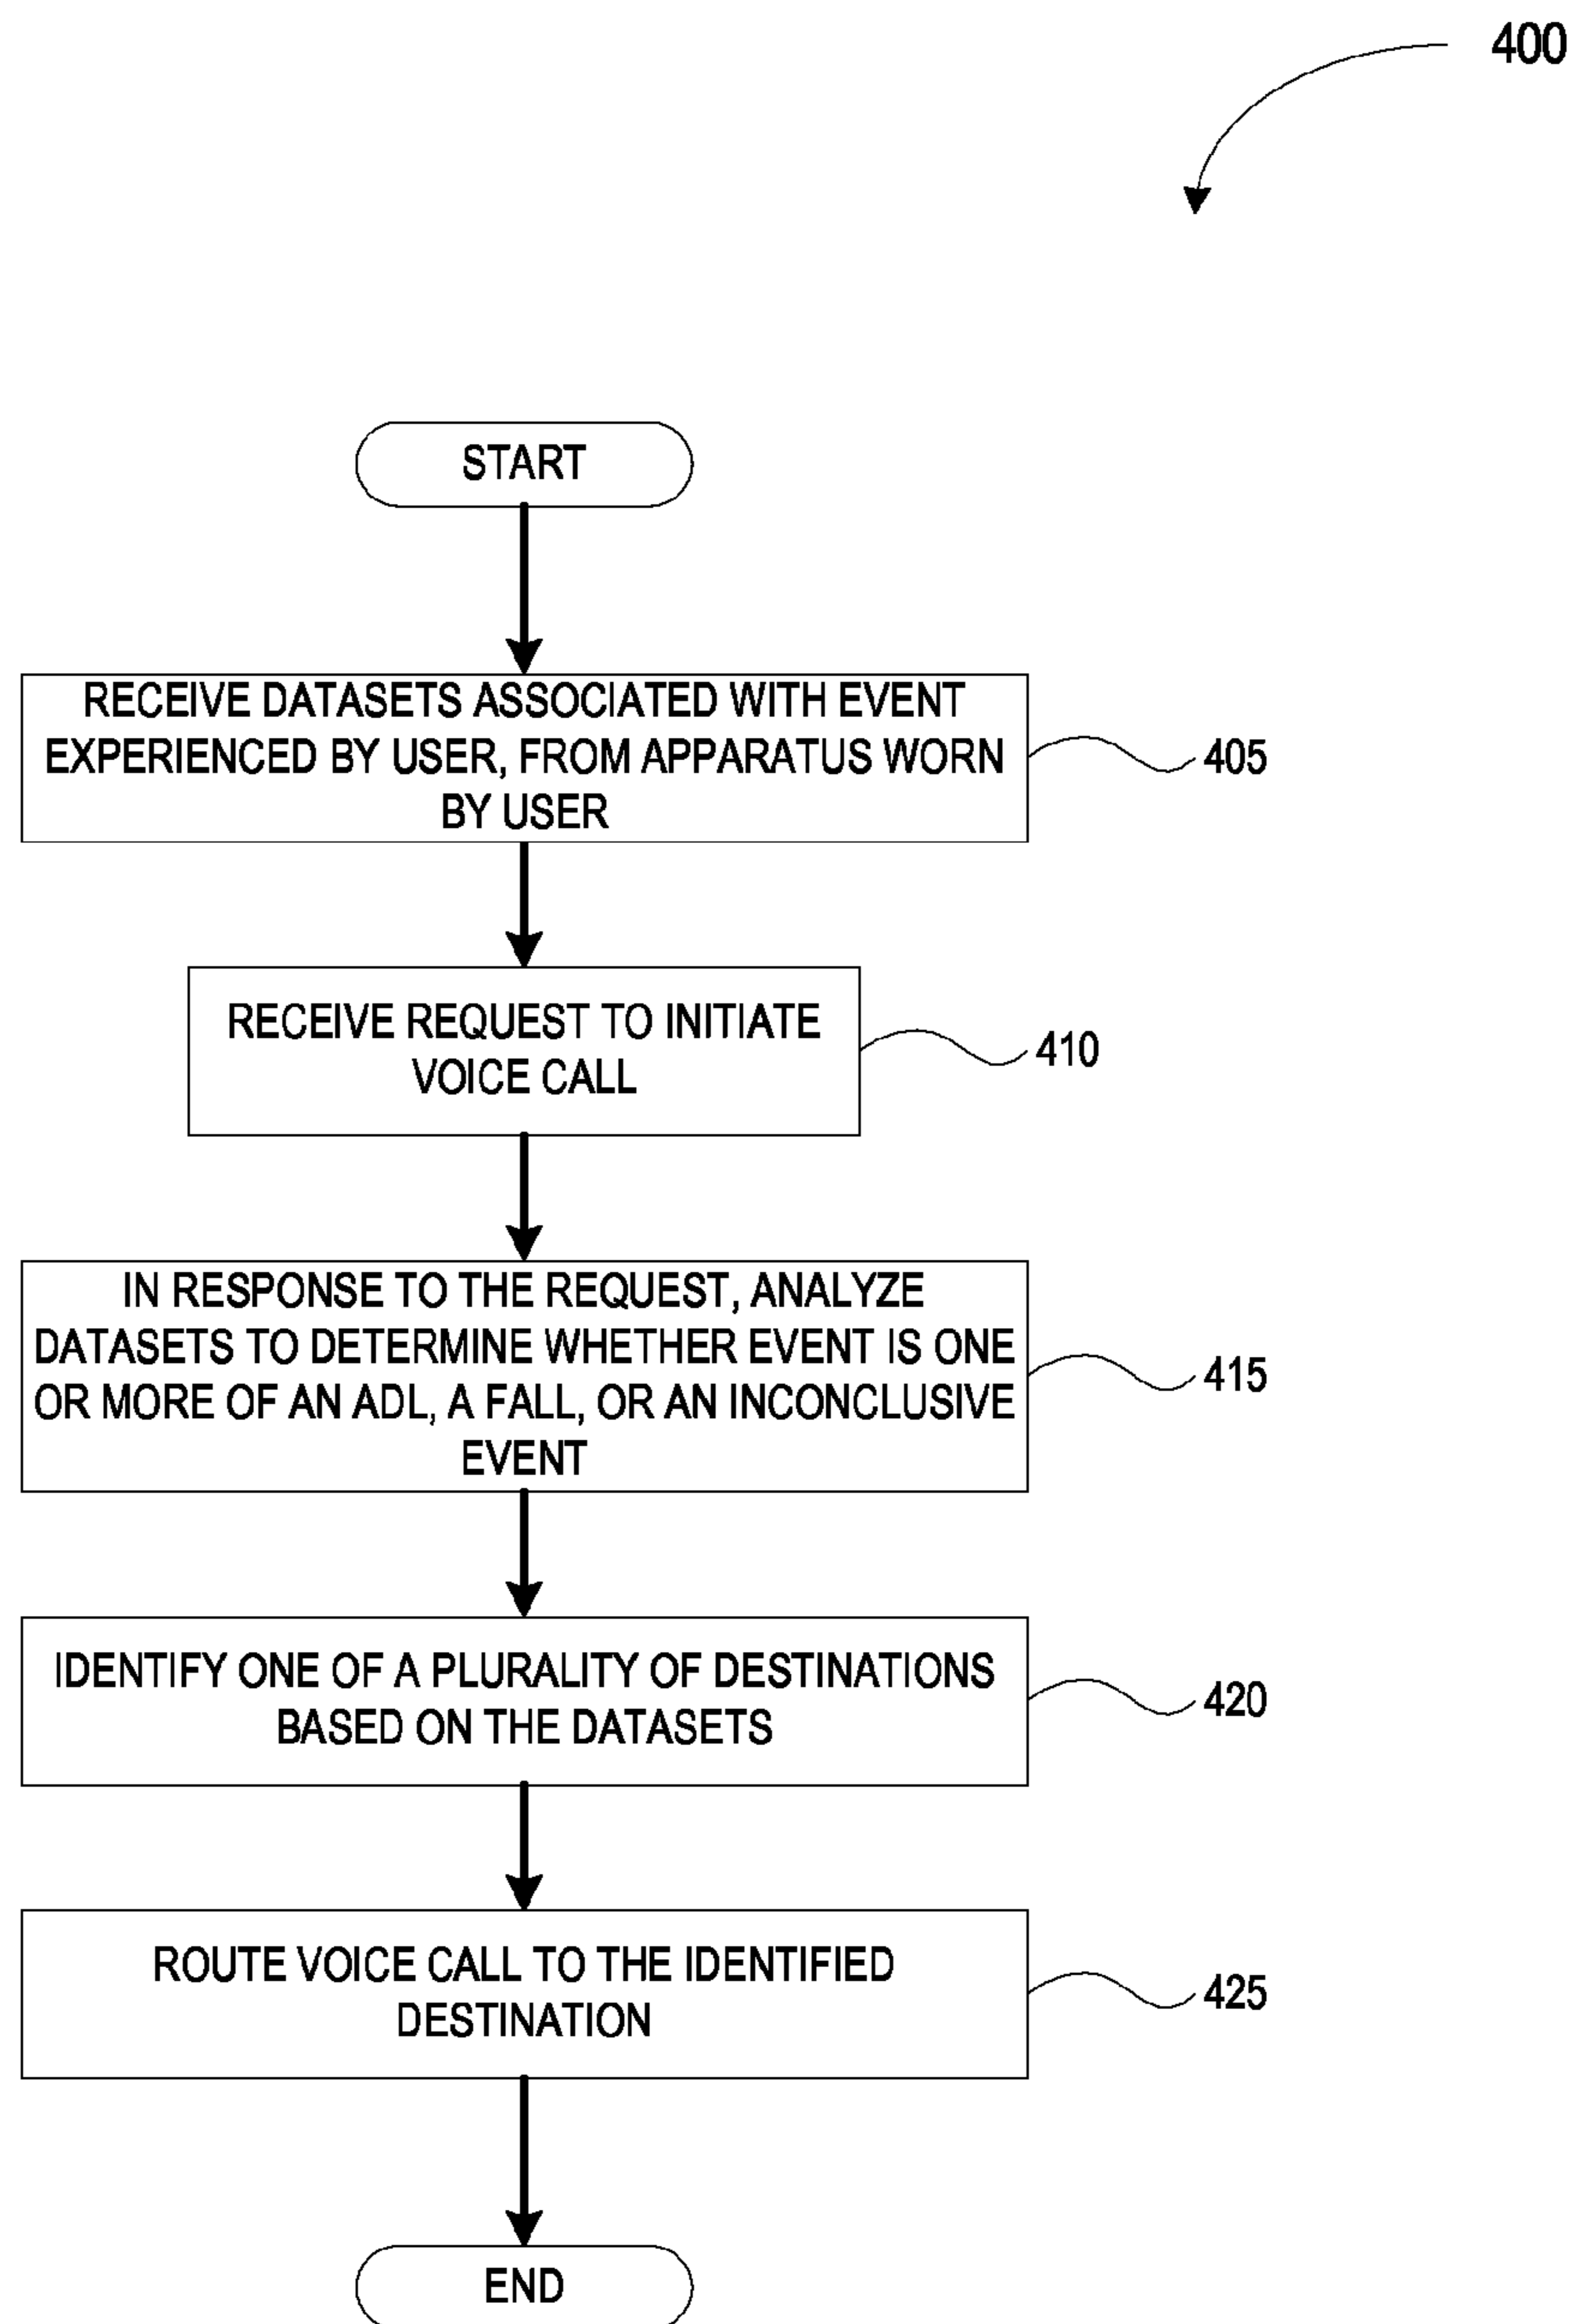 400
START
RECEIVE DATASETS ASSOCIATED WITH EVENT
EXPERIENCED BY USER, FROM APPARATUS WORN
BY USER
405
RECEIVE REQUEST TO INITIATE
VOICE CALL
410
IN RESPONSE TO THE REQUEST, ANALYZE
DATASETS TO DETERMINE WHETHER EVENT IS ONE
OR MORE OF AN ADL, A FALL, OR AN INCONCLUSIVE
EVENT
415
IDENTIFY ONE OF A PLURALITY OF DESTINATIONS
BASED ON THE DATASETS
420
ROUTE VOICE CALL TO THE IDENTIFIED
DESTINATION
425
END